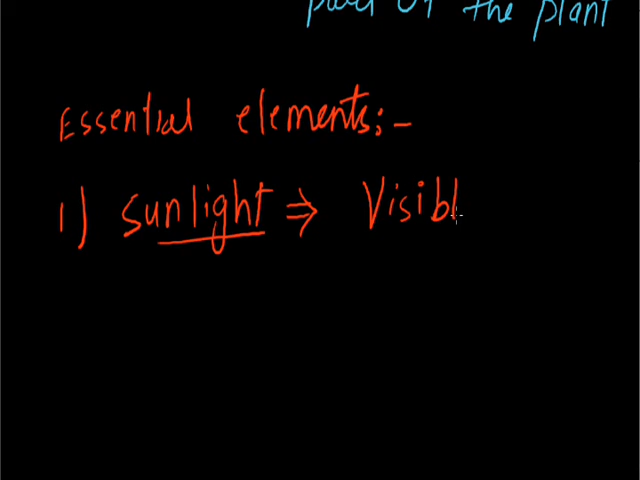 part of the plant
Essential elements:-
1) Sunlight ⇒ Visibl